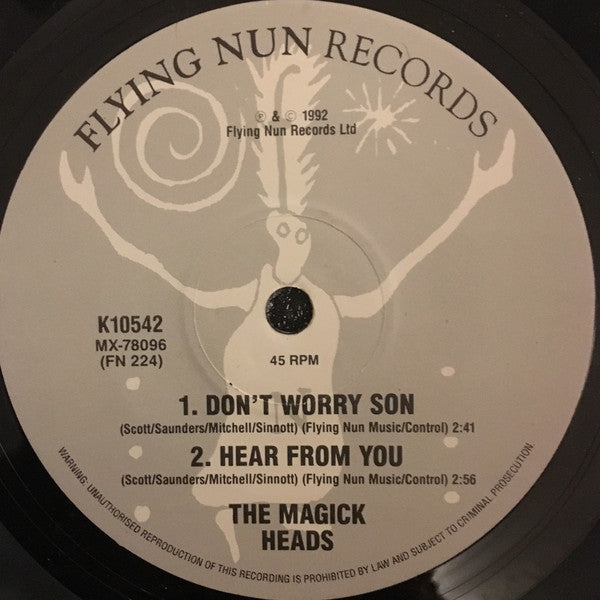 FLYING NUN RECORDS
℗ & © 1992
Flying Nun Records Ltd
K10542
MX-78096
(FN 224)
45 RPM
1. DON'T WORRY SON
(Scott/Saunders/Mitchell/Sinnott) (Flying Nun Music/Control) 2:41
2. HEAR FROM YOU
(Scott/Saunders/Mitchell/Sinnott) (Flying Nun Music/Control) 2:56
THE MAGICK
HEADS
WARNING: UNAUTHORISED REPRODUCTION OF THIS RECORDING IS PROHIBITED BY LAW AND SUBJECT TO CRIMINAL PROSECUTION.